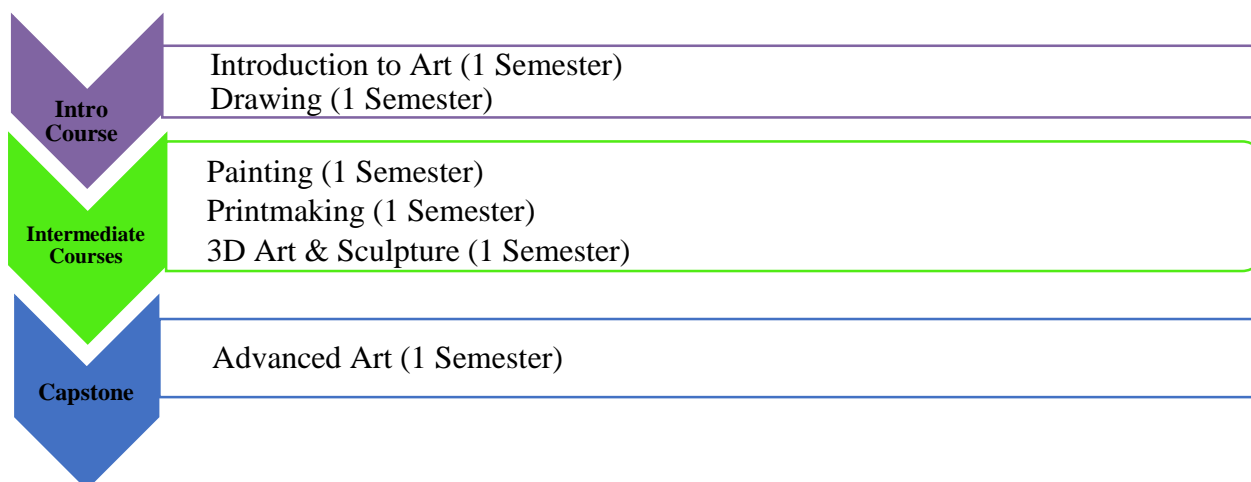 Intro
Course
Introduction to Art (1 Semester)
Drawing (1 Semester)
Intermediate
Courses
Painting (1 Semester)
Printmaking (1 Semester)
3D Art & Sculpture (1 Semester)
Capstone
Advanced Art (1 Semester)